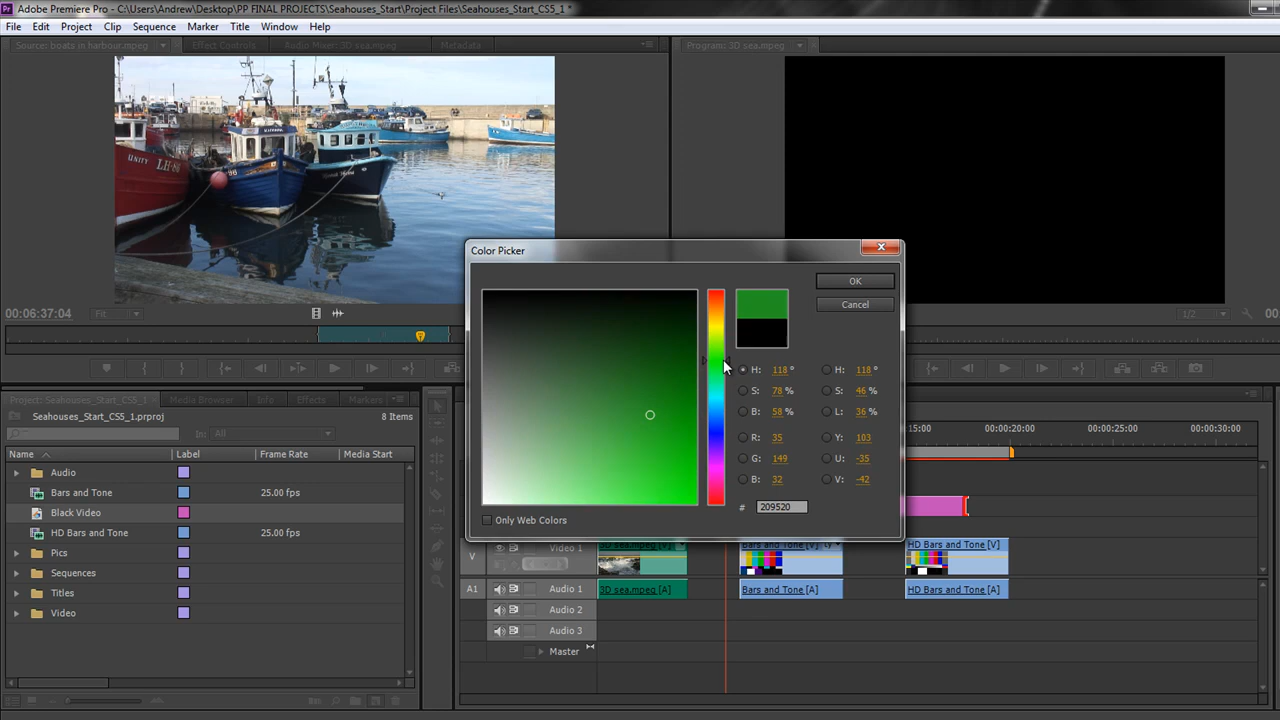 Adobe Premiere Pro - C:\Users\Andrew\Desktop\PP FINAL PROJECTS\Seahouses_Start\Project Files\Seahouses_Start_CS5_1 *
File Edit Project Clip Sequence Marker Title Window Help
Source: boats in harbour.mpeg Effect Controls Audio Mixer: 3D sea.mpeg Metadata
Program: 3D sea.mpeg
UNITY LH
00:06:37:04 Fit
1/2
Color Picker
OK
Cancel
H: 118 °
S: 78 %
B: 58 %
R: 35
G: 149
B: 32
H: 118 °
S: 46 %
L: 36 %
Y: 103
U: -35
V: -42
# 209520
Only Web Colors
Project: Seahouses_Start_CS5_1 Media Browser Info Effects Markers
Seahouses_Start_CS5_1.prproj 8 Items
In: All
Name Label Frame Rate Media Start
Audio
Bars and Tone 25.00 fps
Black Video
HD Bars and Tone 25.00 fps
Pics
Sequences
Titles
Video
15:00 00:00:20:00 00:00:25:00 00:00:30:00
V Video 1 3D sea.mpeg [V] Bars and Tone [V] HD Bars and Tone [V]
A1 Audio 1 3D sea.mpeg [A] Bars and Tone [A] HD Bars and Tone [A]
Audio 2
Audio 3
Master